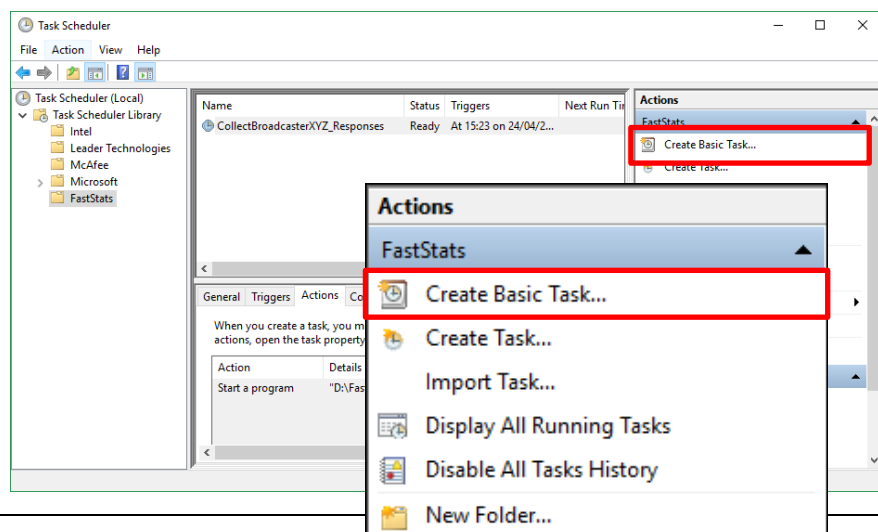 Task Scheduler
File Action View Help
Task Scheduler (Local)
Task Scheduler Library
Intel
Leader Technologies
McAfee
Microsoft
FastStats
Name Status Triggers Next Run Tir
CollectBroadcasterXYZ_Responses Ready At 15:23 on 24/04/2...
General Triggers Actions Co
When you create a task, you m
actions, open the task property
Action Details
Start a program "D:\Fas
Actions
FastStats
Create Basic Task...
Create Task...
Actions
FastStats
Create Basic Task...
Create Task...
Import Task...
Display All Running Tasks
Disable All Tasks History
New Folder...